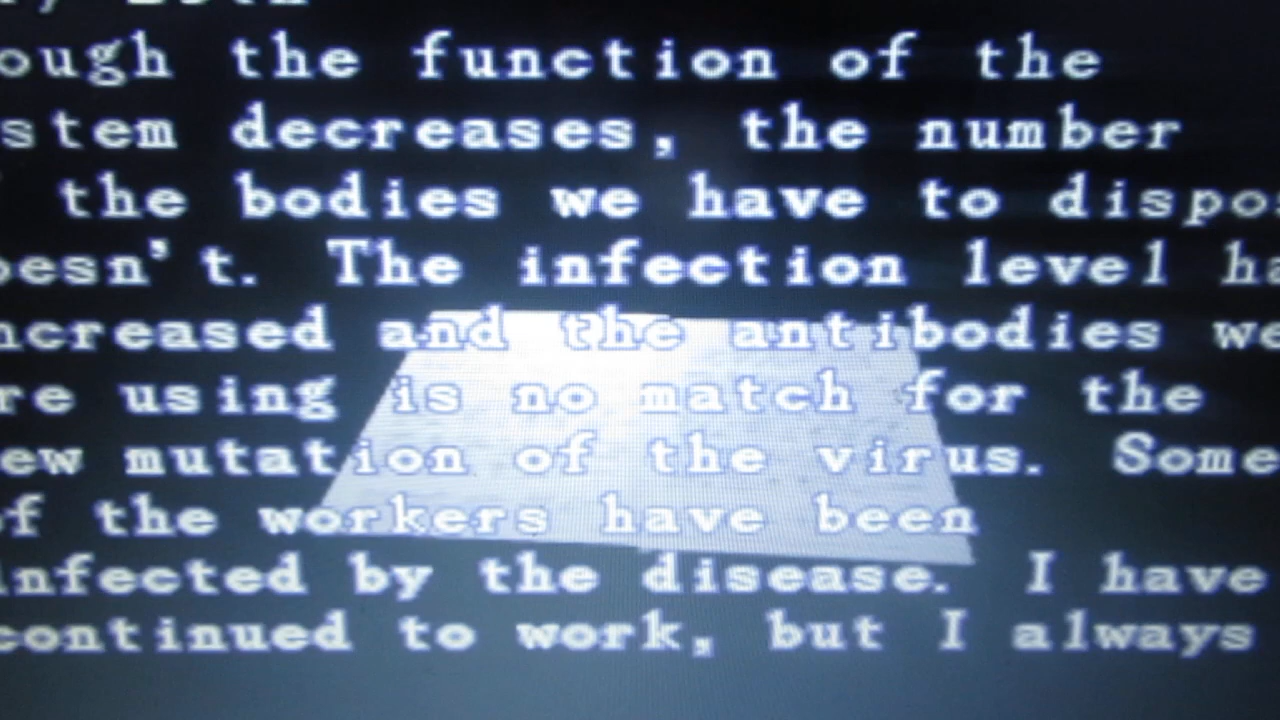 ough the function of the
stem decreases, the number
the bodies we have to dispo
oesn't. The infection level ha
ncreased and the antibodies we
re using is no match for the
ew mutation of the virus. Some
of the workers have been
infected by the disease. I have
continued to work, but I always